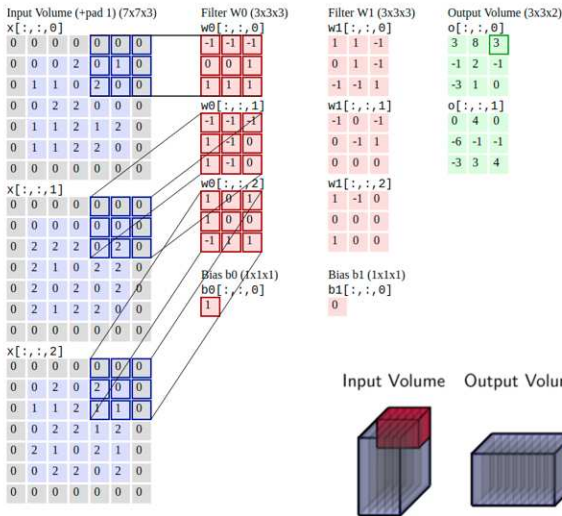 Input Volume (+pad 1) (7x7x3)
x[:,:,0]
0 0 0 0 0 0 0
0 0 0 2 0 1 0
0 1 1 0 2 0 0
0 0 2 2 0 0 0
0 1 1 2 1 2 0
0 1 1 2 2 0 0
0 0 0 0 0 0 0
x[:,:,1]
0 0 0 0 0 0 0
0 0 0 0 0 0 0
0 2 2 2 0 2 0
0 2 1 0 2 2 0
0 2 0 2 0 2 0
0 2 1 2 2 0 0
0 0 0 0 0 0 0
x[:,:,2]
0 0 0 0 0 0 0
0 0 2 0 2 0 0
0 1 1 2 1 1 0
0 0 2 2 1 2 0
0 2 1 0 2 1 0
0 0 2 2 0 2 0
0 0 0 0 0 0 0
Filter W0 (3x3x3)
w0[:,:,0]
-1 -1 -1
0 0 1
1 1 1
w0[:,:,1]
-1 -1 -1
1 -1 0
1 -1 0
w0[:,:,2]
1 0 1
1 0 0
-1 1 1
Bias b0 (1x1x1)
b0[:,:,0]
1
Filter W1 (3x3x3)
w1[:,:,0]
1 1 -1
0 -1 1
-1 -1 1
w1[:,:,1]
-1 0 -1
0 -1 1
0 0 0
w1[:,:,2]
1 -1 0
1 0 0
1 0 0
Bias b1 (1x1x1)
b1[:,:,0]
0
Output Volume (3x3x2)
o[:,:,0]
3 8 3
-1 2 -1
-3 1 0
o[:,:,1]
0 4 0
-6 -1 -1
-3 3 4
Input Volume Output Volu